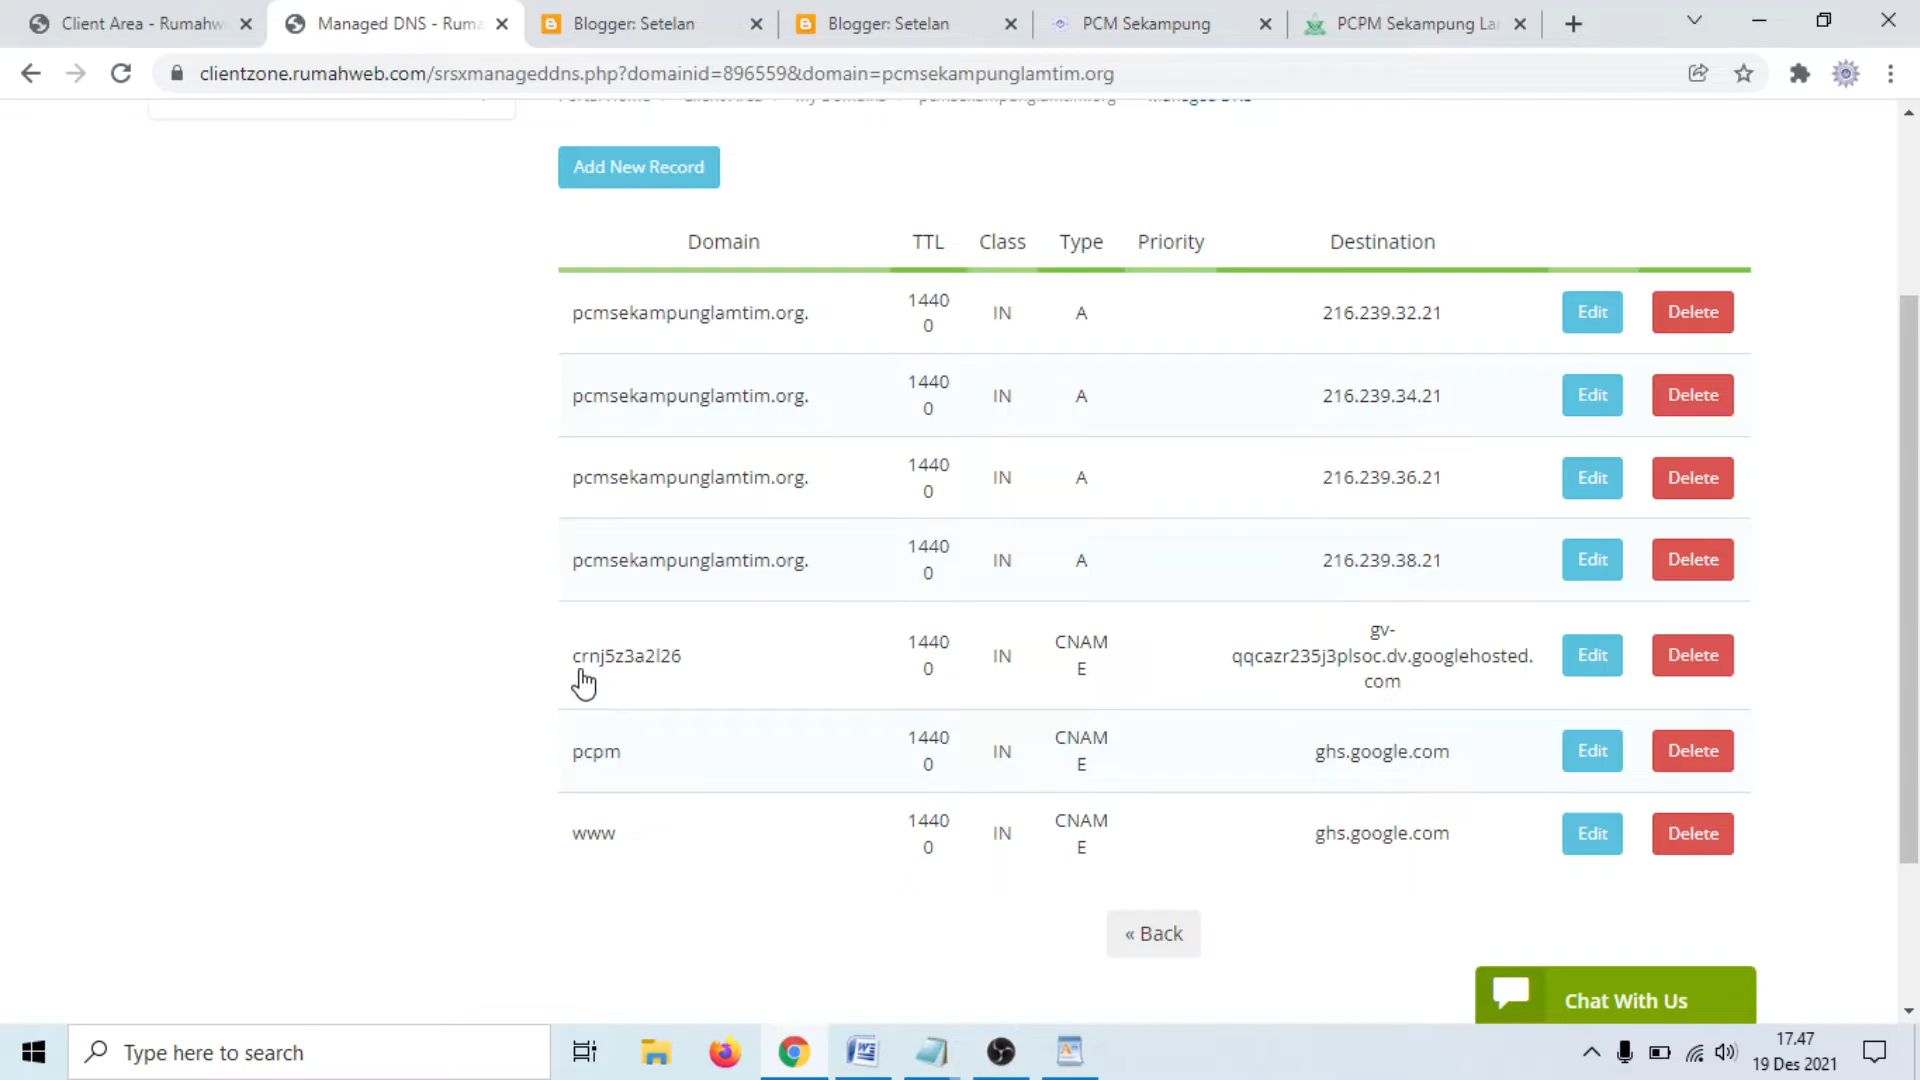 Client Area - Rumahw
Managed DNS - Ruma
Blogger: Setelan
Blogger: Setelan
PCM Sekampung
PCPM Sekampung La
clientzone.rumahweb.com/srsxmanageddns.php?domainid=896559&domain=pcmsekampunglamtim.org
Add New Record
Domain TTL Class Type Priority Destination
pcmsekampunglamtim.org. 1440 IN A 216.239.32.21 Edit Delete
0
pcmsekampunglamtim.org. 1440 IN A 216.239.34.21 Edit Delete
0
pcmsekampunglamtim.org. 1440 IN A 216.239.36.21 Edit Delete
0
pcmsekampunglamtim.org. 1440 IN A 216.239.38.21 Edit Delete
0
crnj5z3a2l26 1440 IN CNAM gv-
0 E qqcazr235j3plsoc.dv.googlehosted. Edit Delete
com
pcpm 1440 IN CNAM ghs.google.com Edit Delete
0 E
www 1440 IN CNAM ghs.google.com Edit Delete
0 E
« Back
Chat With Us
Type here to search
17.47
19 Des 2021